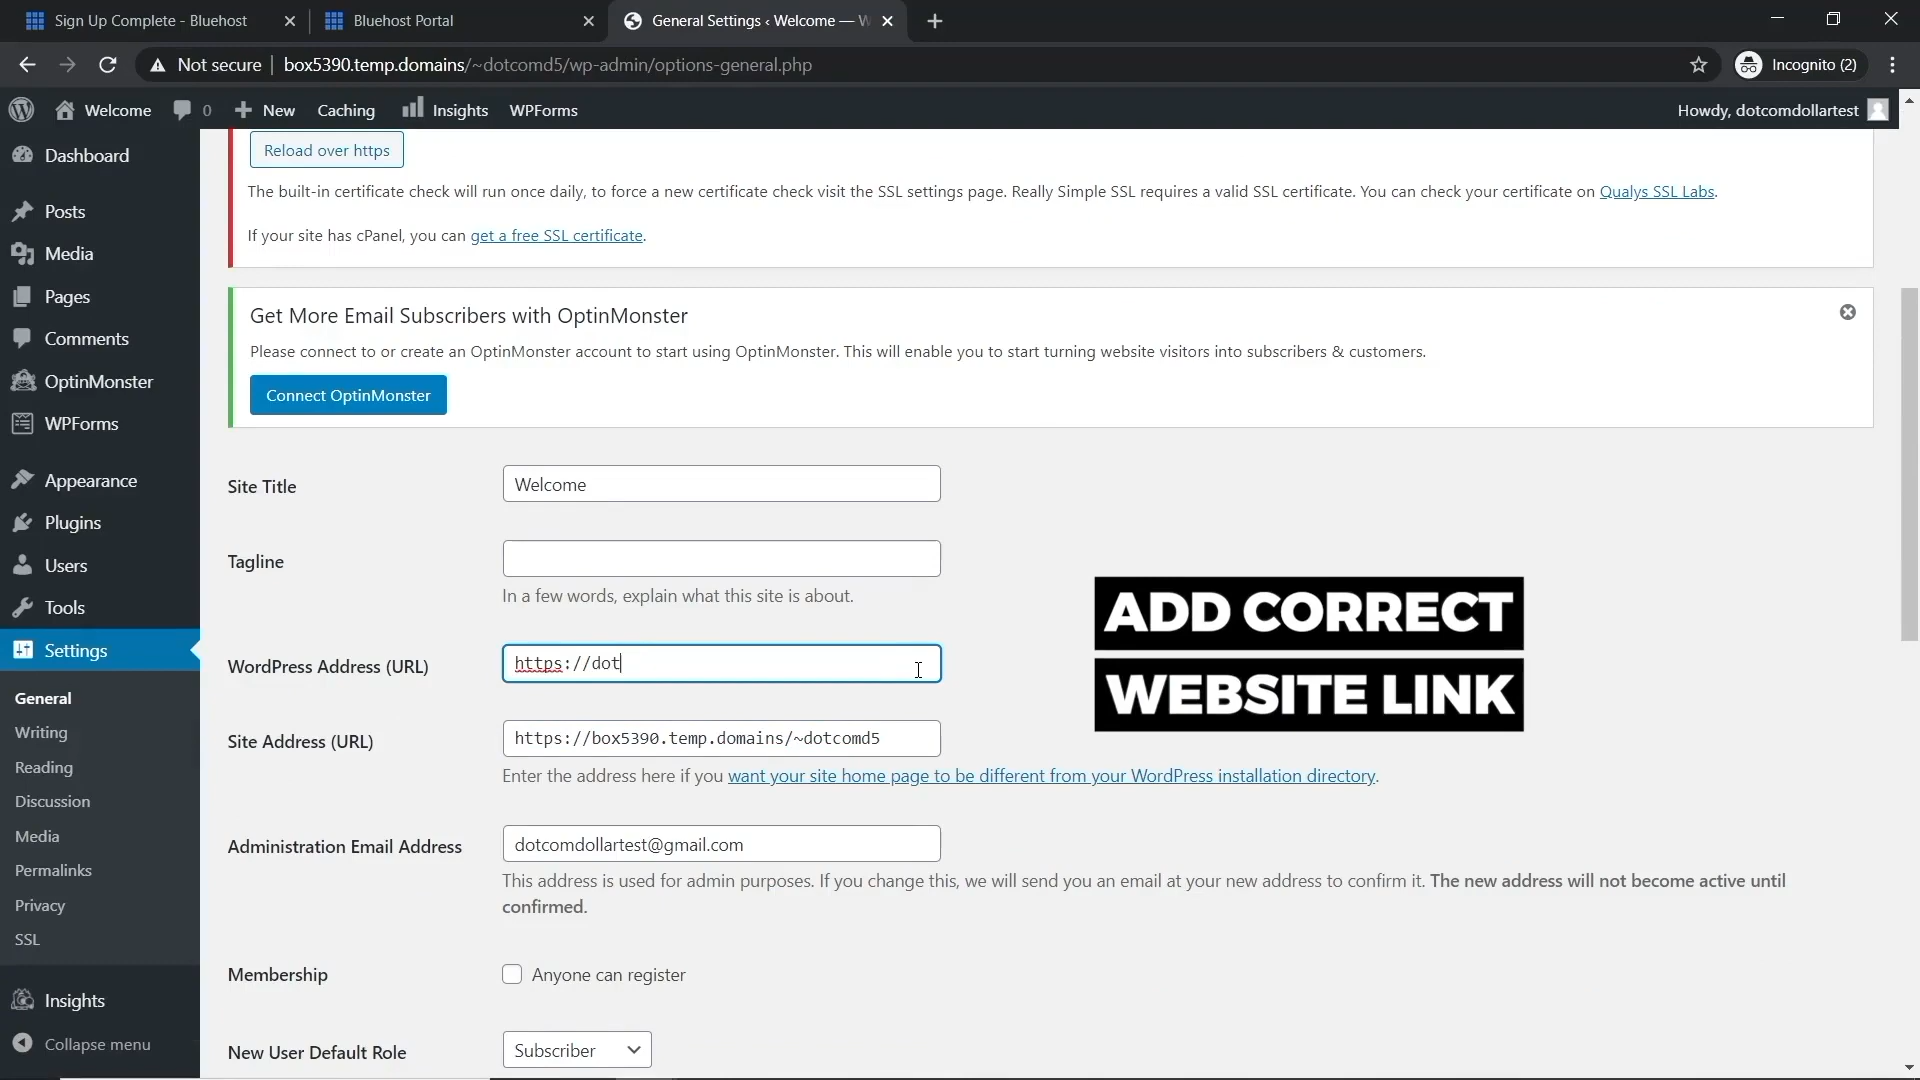 Sign Up Complete - Bluehost
Bluehost Portal
General Settings ‹ Welcome — W
Not secure
box5390.temp.domains/~dotcomd5/wp-admin/options-general.php
Incognito (2)
Welcome
0
New
Caching
Insights
WPForms
Howdy, dotcomdollartest
Dashboard
Posts
Media
Pages
Comments
OptinMonster
WPForms
Appearance
Plugins
Users
Tools
Settings
General
Writing
Reading
Discussion
Media
Permalinks
Privacy
SSL
Insights
Collapse menu
Reload over https
The built-in certificate check will run once daily, to force a new certificate check visit the SSL settings page. Really Simple SSL requires a valid SSL certificate. You can check your certificate on Qualys SSL Labs.
If your site has cPanel, you can get a free SSL certificate.
Get More Email Subscribers with OptinMonster
Please connect to or create an OptinMonster account to start using OptinMonster. This will enable you to start turning website visitors into subscribers & customers.
Connect OptinMonster
Site Title
Welcome
Tagline
In a few words, explain what this site is about.
WordPress Address (URL)
https://dot
Site Address (URL)
https://box5390.temp.domains/~dotcomd5
Enter the address here if you want your site home page to be different from your WordPress installation directory.
Administration Email Address
dotcomdollartest@gmail.com
This address is used for admin purposes. If you change this, we will send you an email at your new address to confirm it. The new address will not become active until
confirmed.
Membership
Anyone can register
New User Default Role
Subscriber
ADD CORRECT
WEBSITE LINK